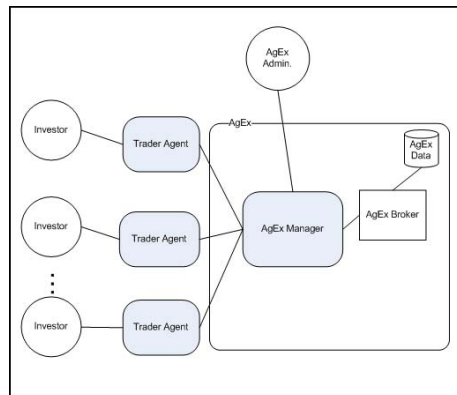 AgEx
Admin.
AgEx
Investor
Trader Agent
AgEx
Data
Investor
Trader Agent
AgEx Manager
AgEx Broker
Investor
Trader Agent